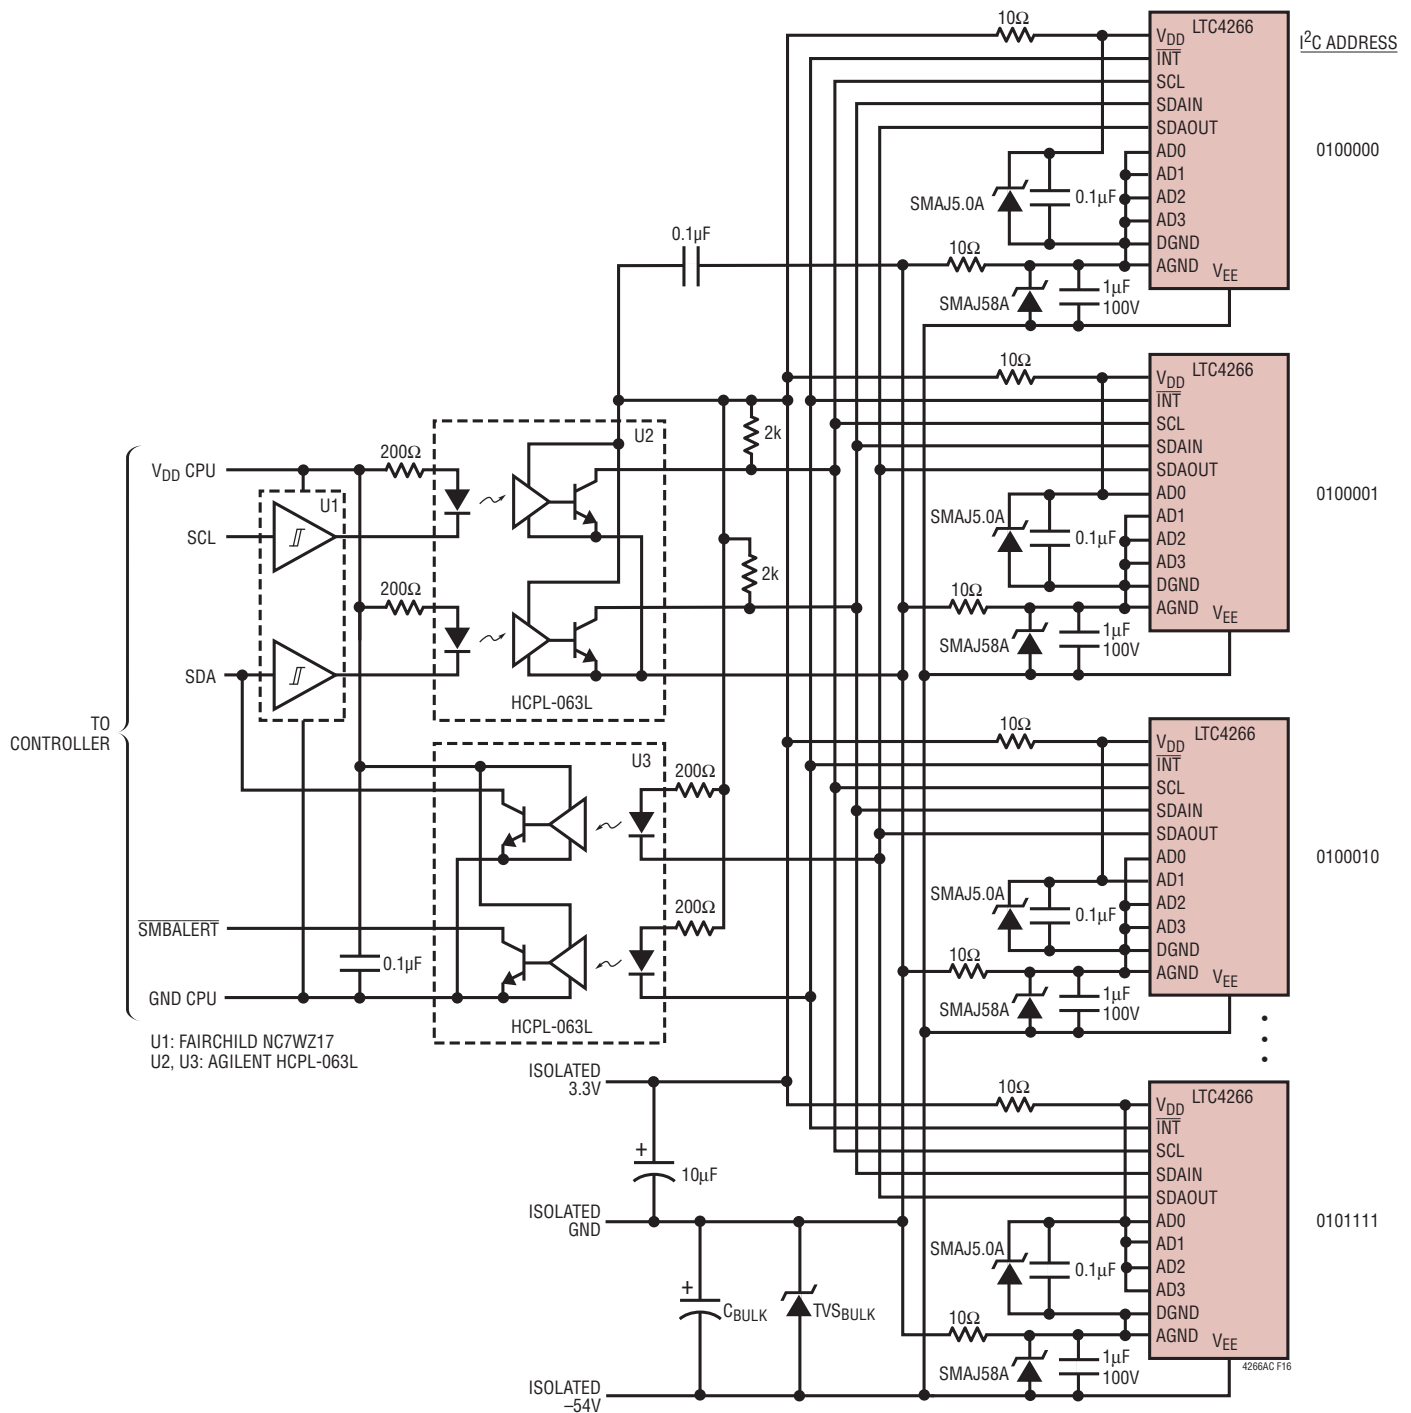 10Ω
LTC4266
I2C ADDRESS
VDD
INT
SCL
SDAIN
SDAOUT
AD0
0100000
AD1
SMAJ5.0A
0.1µF
AD2
AD3
0.1µF
10Ω
DGND
AGND
VEE
SMAJ58A
1µF
100V
10Ω
LTC4266
VDD
INT
SCL
2k
SDAIN
SDAOUT
AD0
0100001
SMAJ5.0A
AD1
0.1µF
AD2
AD3
10Ω
DGND
AGND
VEE
SMAJ58A
1µF
100V
TO
CONTROLLER
VDD CPU
200Ω
U2
U1
SCL
200Ω
2k
SDA
HCPL-063L
U3
200Ω
200Ω
SMBALERT
0.1µF
GND CPU
HCPL-063L
U1: FAIRCHILD NC7WZ17
U2, U3: AGILENT HCPL-063L
10Ω
LTC4266
VDD
INT
SCL
SDAIN
SDAOUT
AD0
0100010
AD1
SMAJ5.0A
AD2
0.1µF
AD3
10Ω
DGND
AGND
VEE
SMAJ58A
1µF
100V
ISOLATED
3.3V
+
10µF
ISOLATED
GND
+
CBULK
TVSBULK
ISOLATED
–54V
10Ω
LTC4266
VDD
INT
SCL
SDAIN
SDAOUT
AD0
0101111
SMAJ5.0A
AD1
0.1µF
AD2
AD3
10Ω
DGND
AGND
VEE
SMAJ58A
1µF
100V
4266AC F16